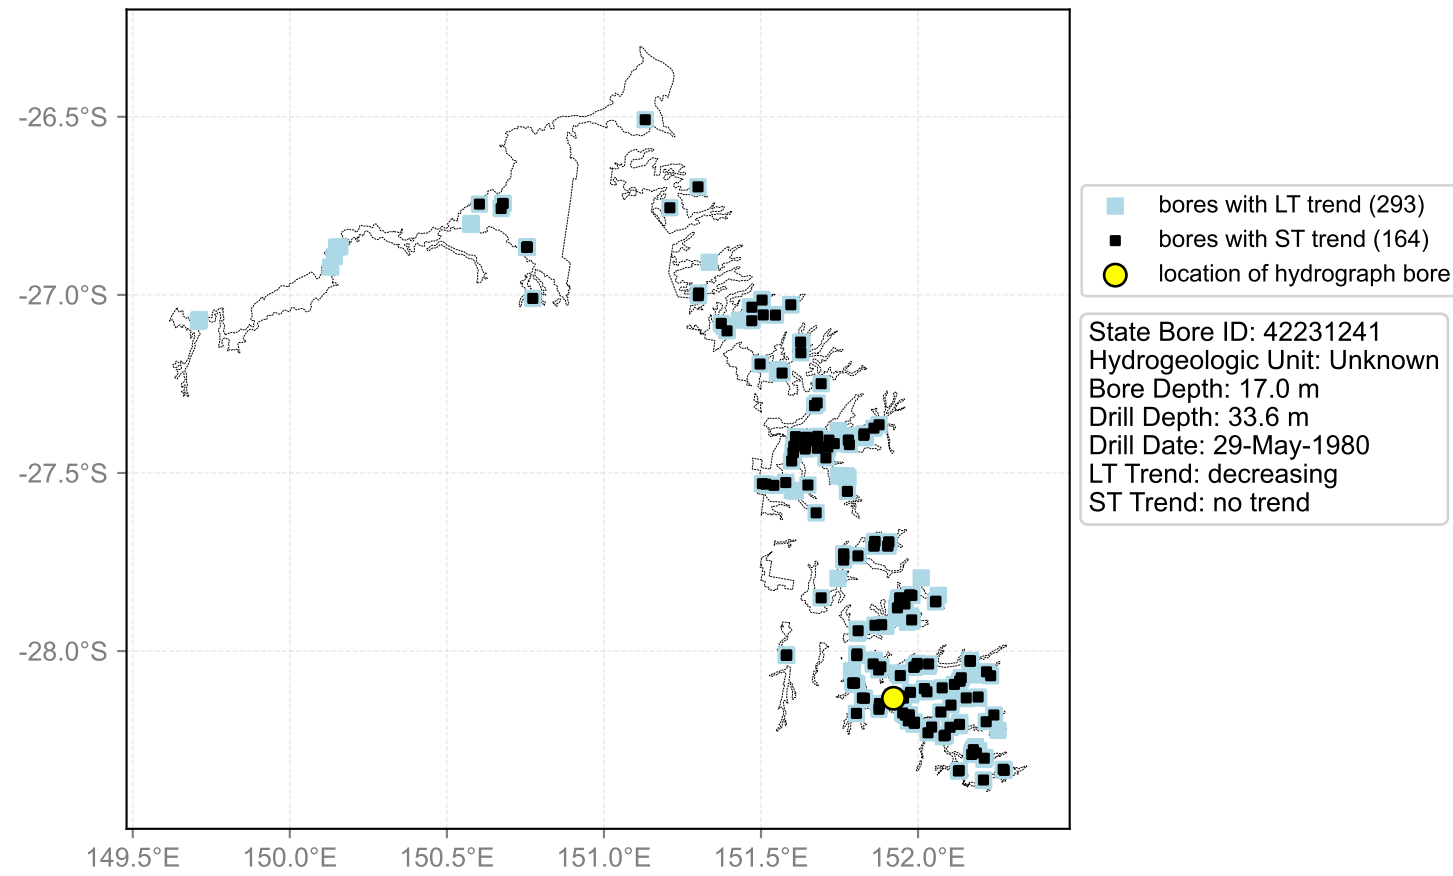 -26.5°S
-27.0°S
-27.5°S
-28.0°S
149.5°E
150.0°E
150.5°E
151.0°E
151.5°E
152.0°E
bores with LT trend (293)
bores with ST trend (164)
location of hydrograph bore
State Bore ID: 42231241
Hydrogeologic Unit: Unknown
Bore Depth: 17.0 m
Drill Depth: 33.6 m
Drill Date: 29-May-1980
LT Trend: decreasing
ST Trend: no trend